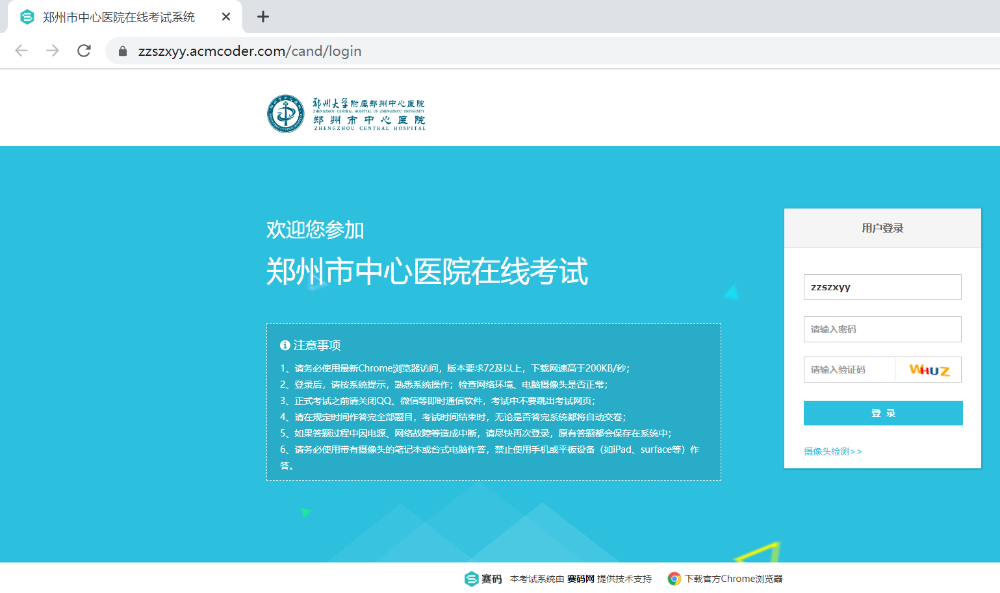 郑州市中心医院在线考试系统
zzszxyy.acmcoder.com/cand/login
郑州大学附属郑州中心医院
ZHENGZHOU CENTRAL HOSPITAL OF ZHENGZHOU UNIVERSITY
郑州市中心医院
ZHENGZHOU CENTRAL HOSPITAL
欢迎您参加
郑州市中心医院在线考试
注意事项
1、请务必使用最新Chrome浏览器访问，版本要求72及以上，下载网速高于200KB/秒；
2、登录后，请按系统提示，熟悉系统操作；检查网络环境、电脑摄像头是否正常；
3、正式考试之前请关闭QQ、微信等即时通信软件，考试中不要跳出考试网页；
4、请在规定时间作答完全部题目，考试时间结束时，无论是否答完系统都将自动交卷；
5、如果答题过程中因电源、网络故障等造成中断，请尽快再次登录，原有答题都会保存在系统中；
6、请务必使用带有摄像头的笔记本或台式电脑作答，禁止使用手机或平板设备（如iPad、surface等）作
答。
用户登录
zzszxyy
请输入密码
请输入验证码 WHUZ
登 录
摄像头检测>>
赛码 本考试系统由 赛码网 提供技术支持 下载官方Chrome浏览器